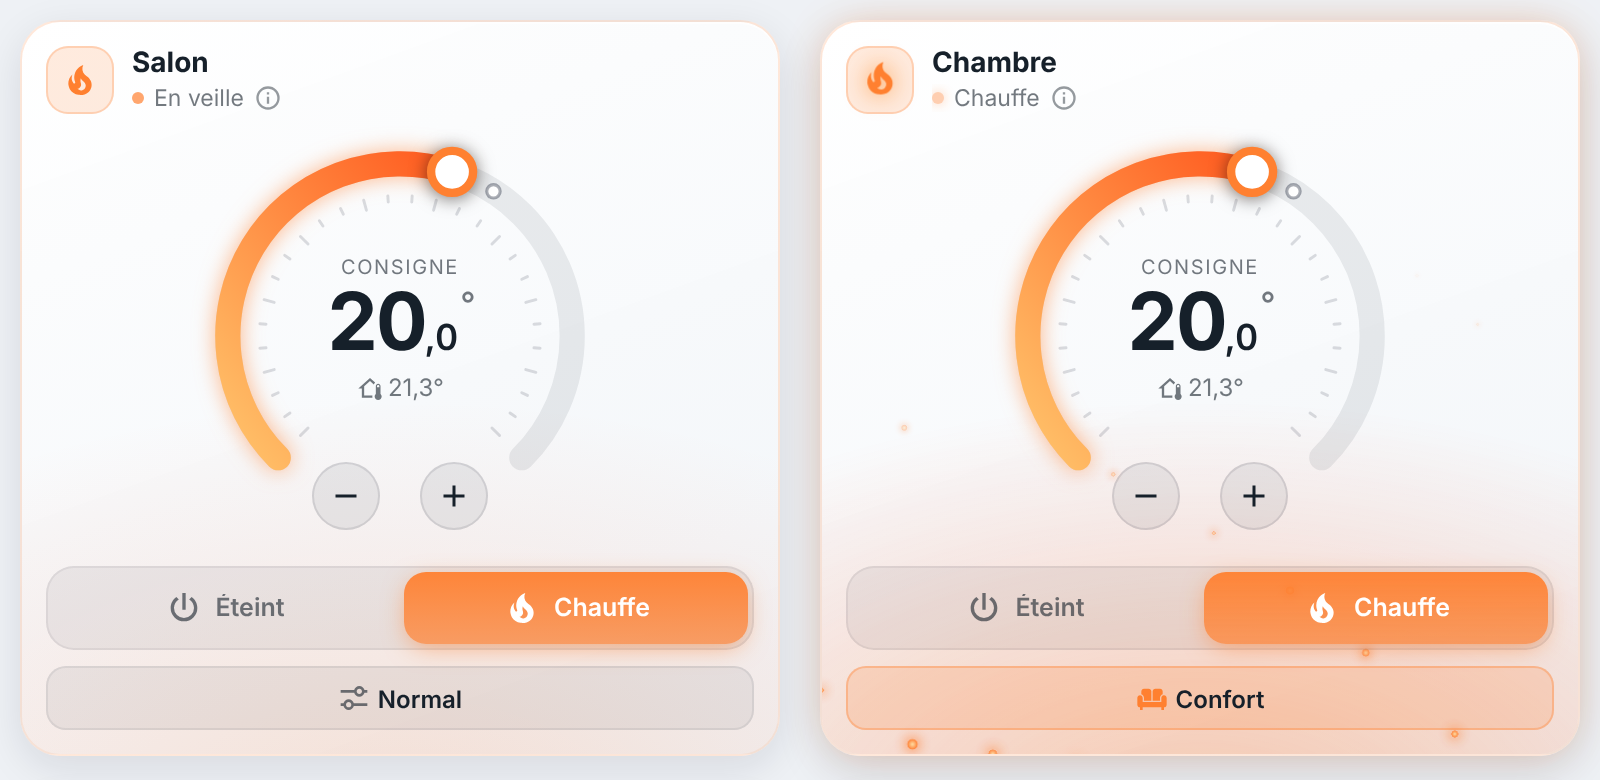 Salon
En veille
CONSIGNE
20,0°
21,3°
Éteint
Chauffe
Normal
Chambre
Chauffe
CONSIGNE
20,0°
21,3°
Éteint
Chauffe
Confort